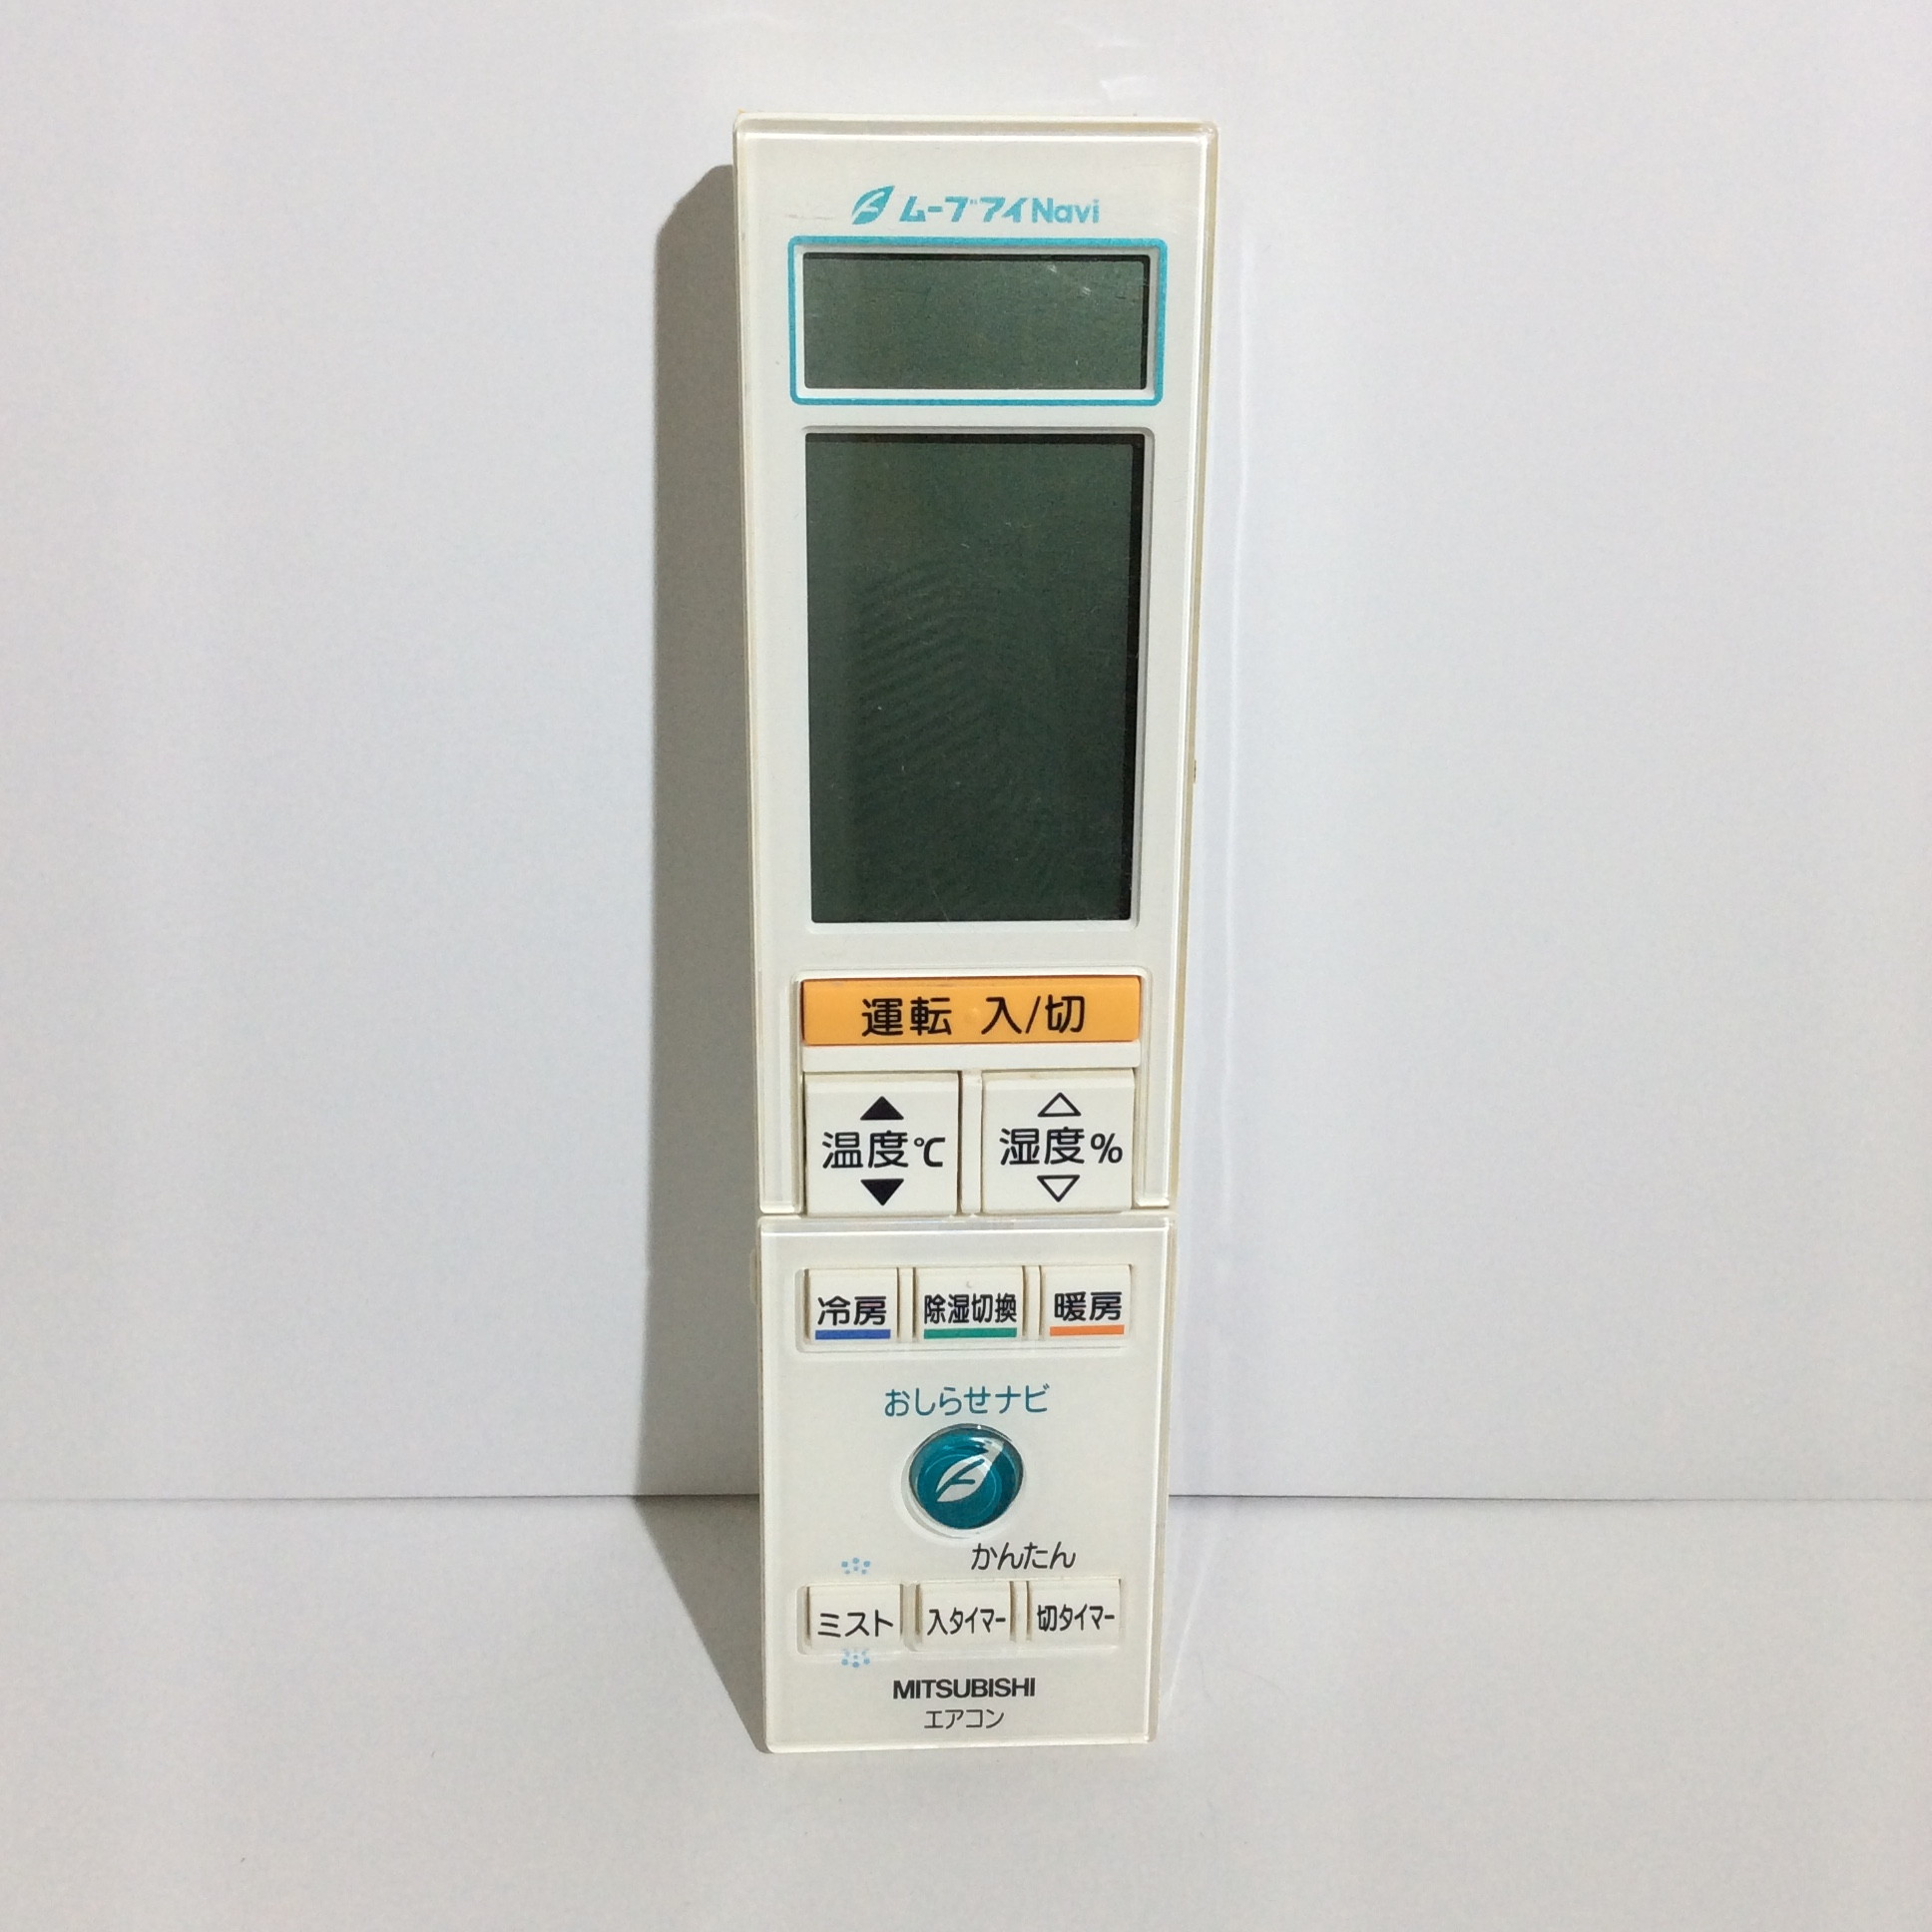 ムーブアイNavi
運転 入/切
▲ △
温度℃ 湿度%
▼ ▽
冷房 除湿切換 暖房
おしらせナビ
かんたん
ミスト 入タイマー 切タイマー
MITSUBISHI
エアコン